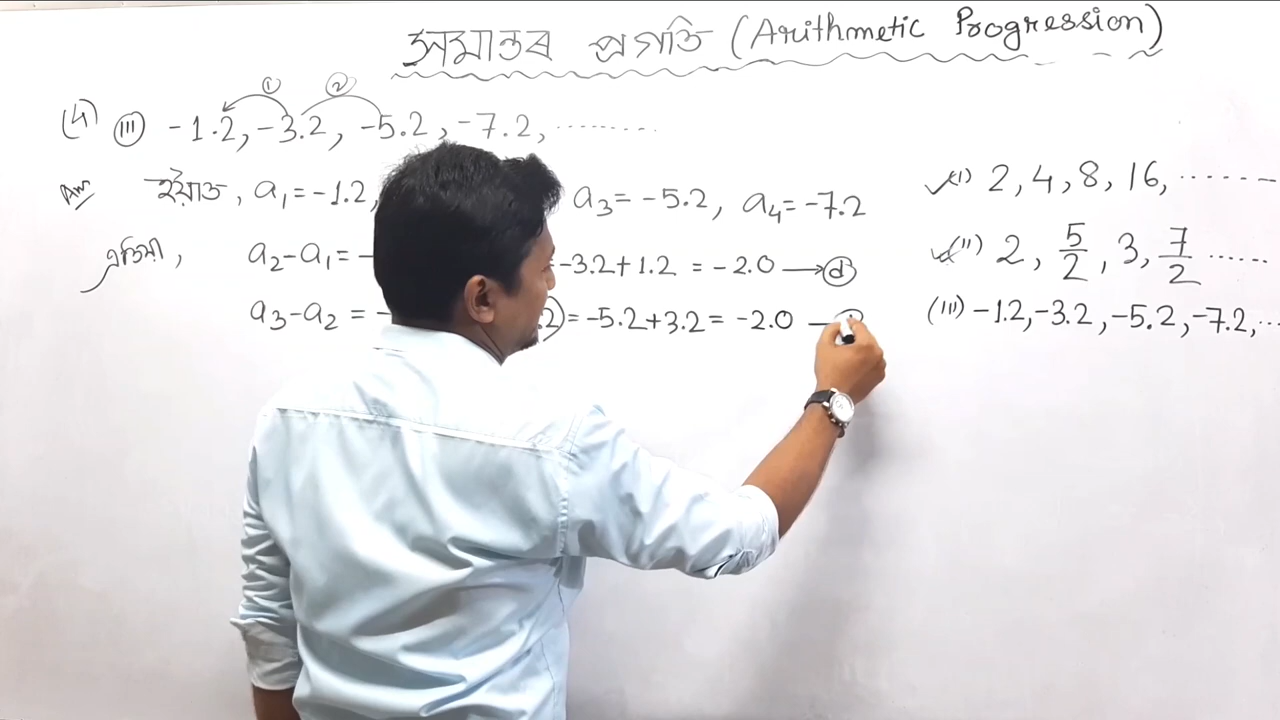 সমান্তৰ প্ৰগতি (Arithmetic Progression)
① ②
(4) (iii) -1.2, -3.2, -5.2, -7.2, ..........
Ans ইয়াত, a₁ = -1.2, a₃ = -5.2, a₄ = -7.2
এতিয়া, a₂-a₁ = - = -3.2+1.2 = -2.0 → ⓓ
a₃-a₂ = - .2) = -5.2+3.2 = -2.0 —
✓(i) 2, 4, 8, 16, ........
✓(ii) 2, 5/2, 3, 7/2 ......
(iii) -1.2, -3.2, -5.2, -7.2, ...